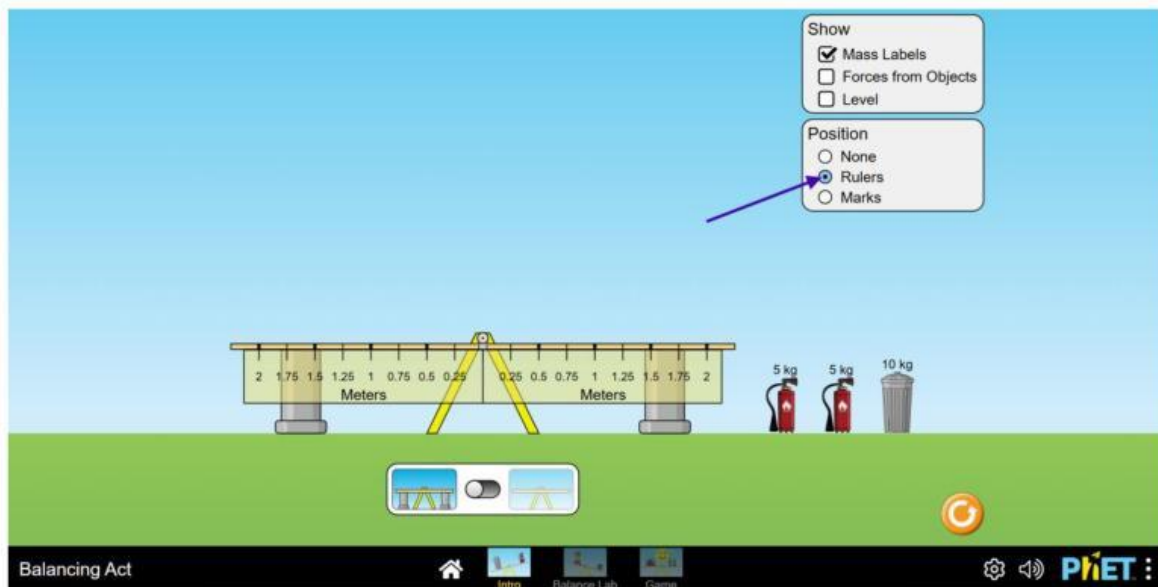 Show
Mass Labels
Forces from Objects
Level
Position
None
Rulers
Marks
2 1.75 1.5 1.25 1 0.75 0.5 0.25 0.25 0.5 0.75 1 1.25 1.5 1.75 2
Meters Meters
5 kg 5 kg 10 kg
Balancing Act
Intro Balance Lab Game
PhET